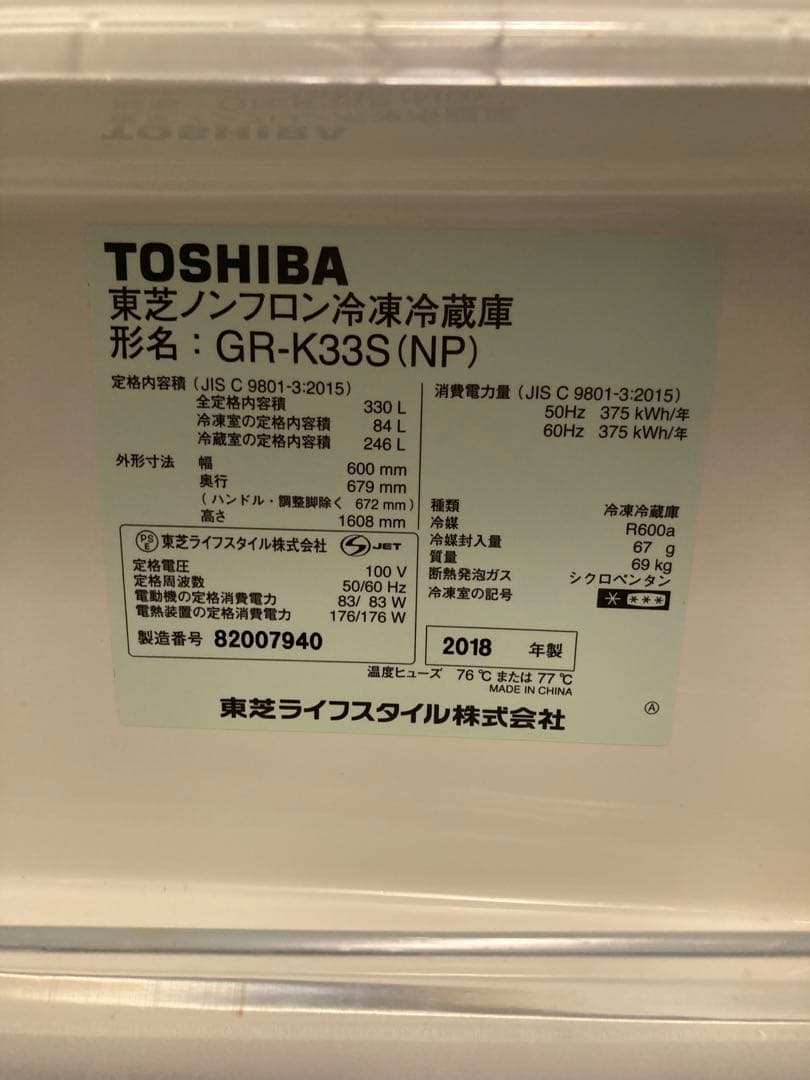 TOSHIBA
東芝ノンフロン冷凍冷蔵庫
形名：GR-K33S(NP)
定格内容積 (JIS C 9801-3:2015)
全定格内容積 330 L
冷凍室の定格内容積 84 L
冷蔵室の定格内容積 246 L
外形寸法 幅 600 mm
奥行 679 mm
(ハンドル・調整脚除く 672 mm)
高さ 1608 mm
消費電力量 (JIS C 9801-3:2015)
50Hz 375 kWh/年
60Hz 375 kWh/年
種類 冷凍冷蔵庫
冷媒 R600a
冷媒封入量 67 g
質量 69 kg
断熱発泡ガス シクロペンタン
冷凍室の記号 * ***
PSE 東芝ライフスタイル株式会社 JET
定格電圧 100 V
定格周波数 50/60 Hz
電動機の定格消費電力 83/ 83 W
電熱装置の定格消費電力 176/176 W
製造番号 82007940
2018 年製
温度ヒューズ 76 ℃ または 77 ℃
MADE IN CHINA
東芝ライフスタイル株式会社
Ⓐ